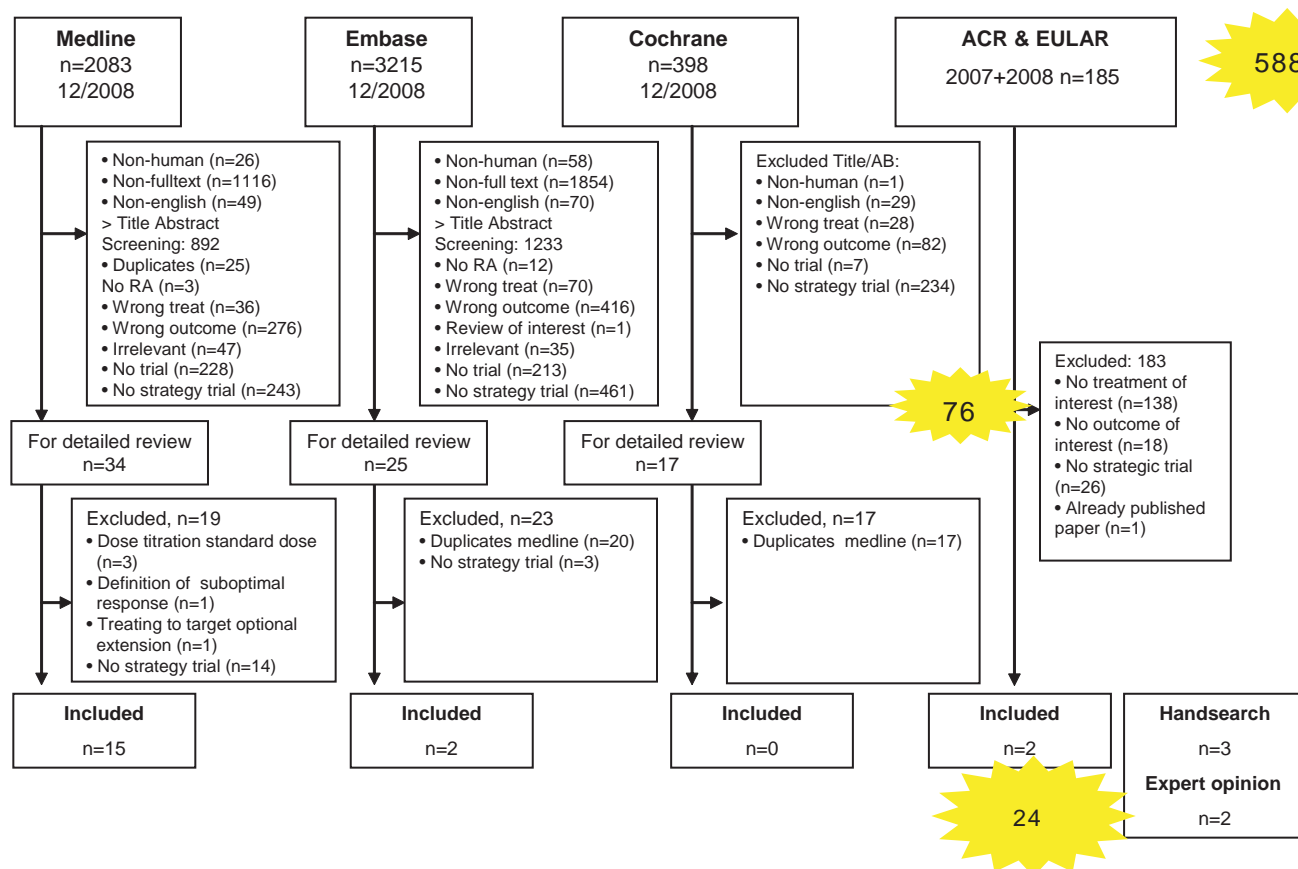 Medline
n=2083
12/2008
Embase
n=3215
12/2008
Cochrane
n=398
12/2008
ACR & EULAR
2007+2008 n=185
588
• Non-human (n=26)
• Non-fulltext (n=1116)
• Non-english (n=49)
> Title Abstract
Screening: 892
• Duplicates (n=25)
No RA (n=3)
• Wrong treat (n=36)
• Wrong outcome (n=276)
• Irrelevant (n=47)
• No trial (n=228)
• No strategy trial (n=243)
• Non-human (n=58)
• Non-full text (n=1854)
• Non-english (n=70)
> Title Abstract
Screening: 1233
• No RA (n=12)
• Wrong treat (n=70)
• Wrong outcome (n=416)
• Review of interest (n=1)
• Irrelevant (n=35)
• No trial (n=213)
• No strategy trial (n=461)
Excluded Title/AB:
• Non-human (n=1)
• Non-english (n=29)
• Wrong treat (n=28)
• Wrong outcome (n=82)
• No trial (n=7)
• No strategy trial (n=234)
Excluded: 183
• No treatment of
interest (n=138)
• No outcome of
interest (n=18)
• No strategic trial
(n=26)
• Already published
paper (n=1)
76
For detailed review
n=34
For detailed review
n=25
For detailed review
n=17
Excluded, n=19
• Dose titration standard dose
(n=3)
• Definition of suboptimal
response (n=1)
• Treating to target optional
extension (n=1)
• No strategy trial (n=14)
Excluded, n=23
• Duplicates medline (n=20)
• No strategy trial (n=3)
Excluded, n=17
• Duplicates medline (n=17)
Included
n=15
Included
n=2
Included
n=0
Included
n=2
Handsearch
n=3
Expert opinion
n=2
24